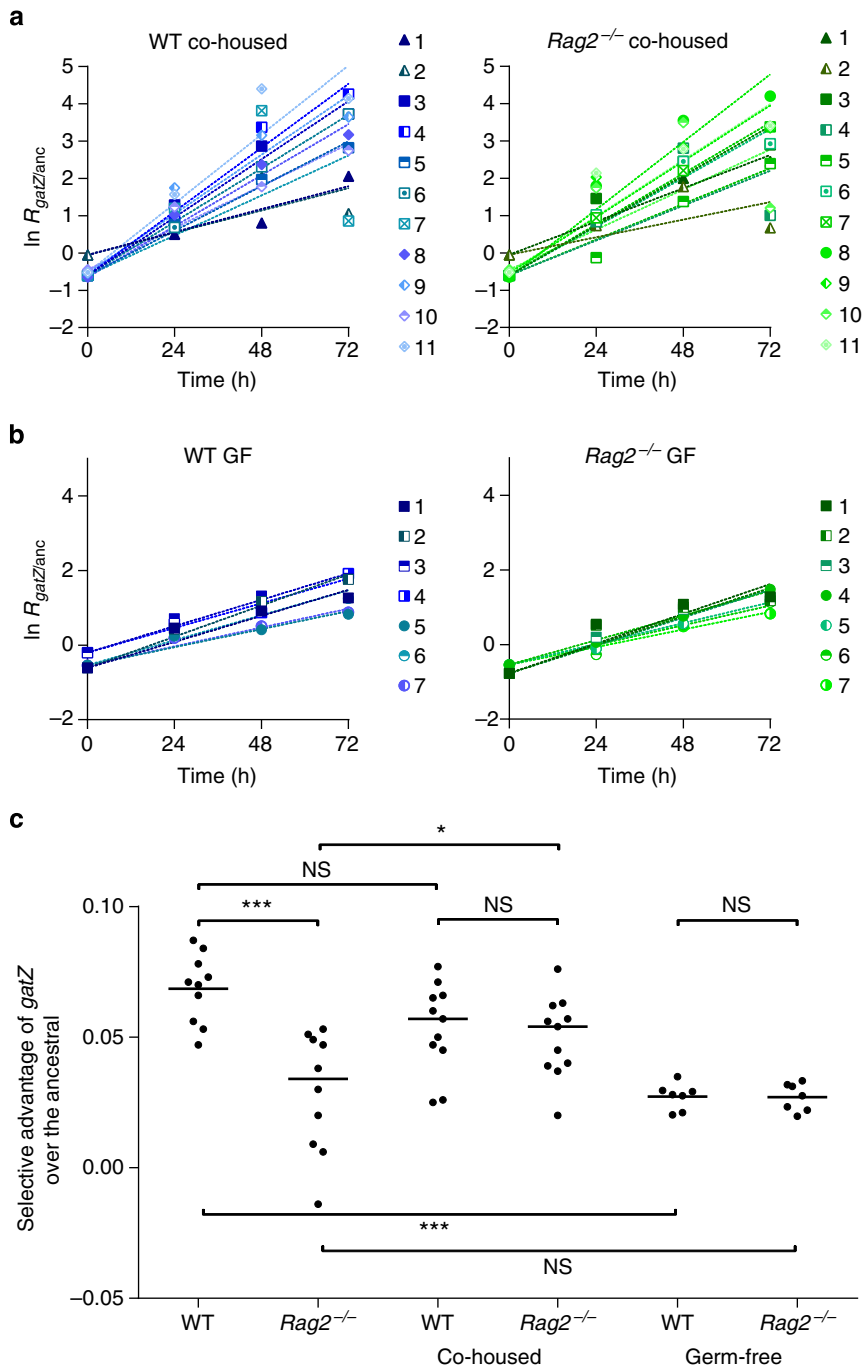 a
WT co-housed
ln R gatZ/anc
5
4
3
2
1
0
−1
−2
0 24 48 72
Time (h)
1
2
3
4
5
6
7
8
9
10
11
Rag2−/− co-housed
5
4
3
2
1
0
−1
−2
0 24 48 72
Time (h)
1
2
3
4
5
6
7
8
9
10
11
b
WT GF
ln R gatZ/anc
4
2
0
−2
0 24 48 72
Time (h)
1
2
3
4
5
6
7
Rag2−/− GF
4
2
0
−2
0 24 48 72
Time (h)
1
2
3
4
5
6
7
c
*
NS
*** NS NS
Selective advantage of gatZ
over the ancestral
0.10
0.05
0.00
−0.05
***
NS
WT Rag2−/− WT Rag2−/− WT Rag2−/−
Co-housed Germ-free